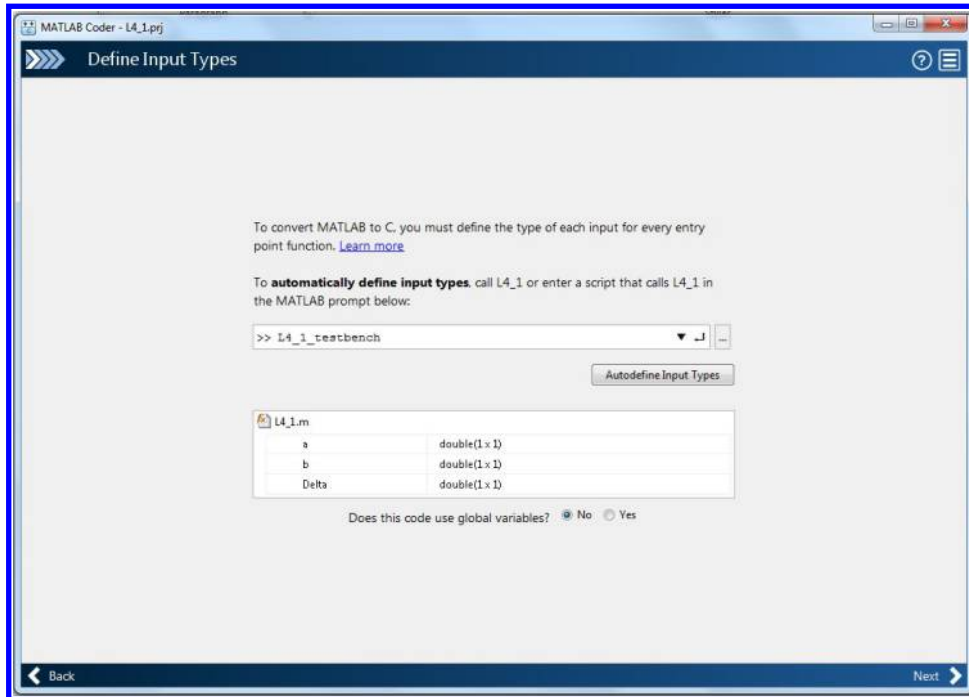 MATLAB Coder - L4_1.prj
Define Input Types
To convert MATLAB to C, you must define the type of each input for every entry
point function. Learn more
To automatically define input types, call L4_1 or enter a script that calls L4_1 in
the MATLAB prompt below:
>> L4_1_testbench
...
Autodefine Input Types
L4_1.m
a double(1 x 1)
b double(1 x 1)
Delta double(1 x 1)
Does this code use global variables? No Yes
Back Next